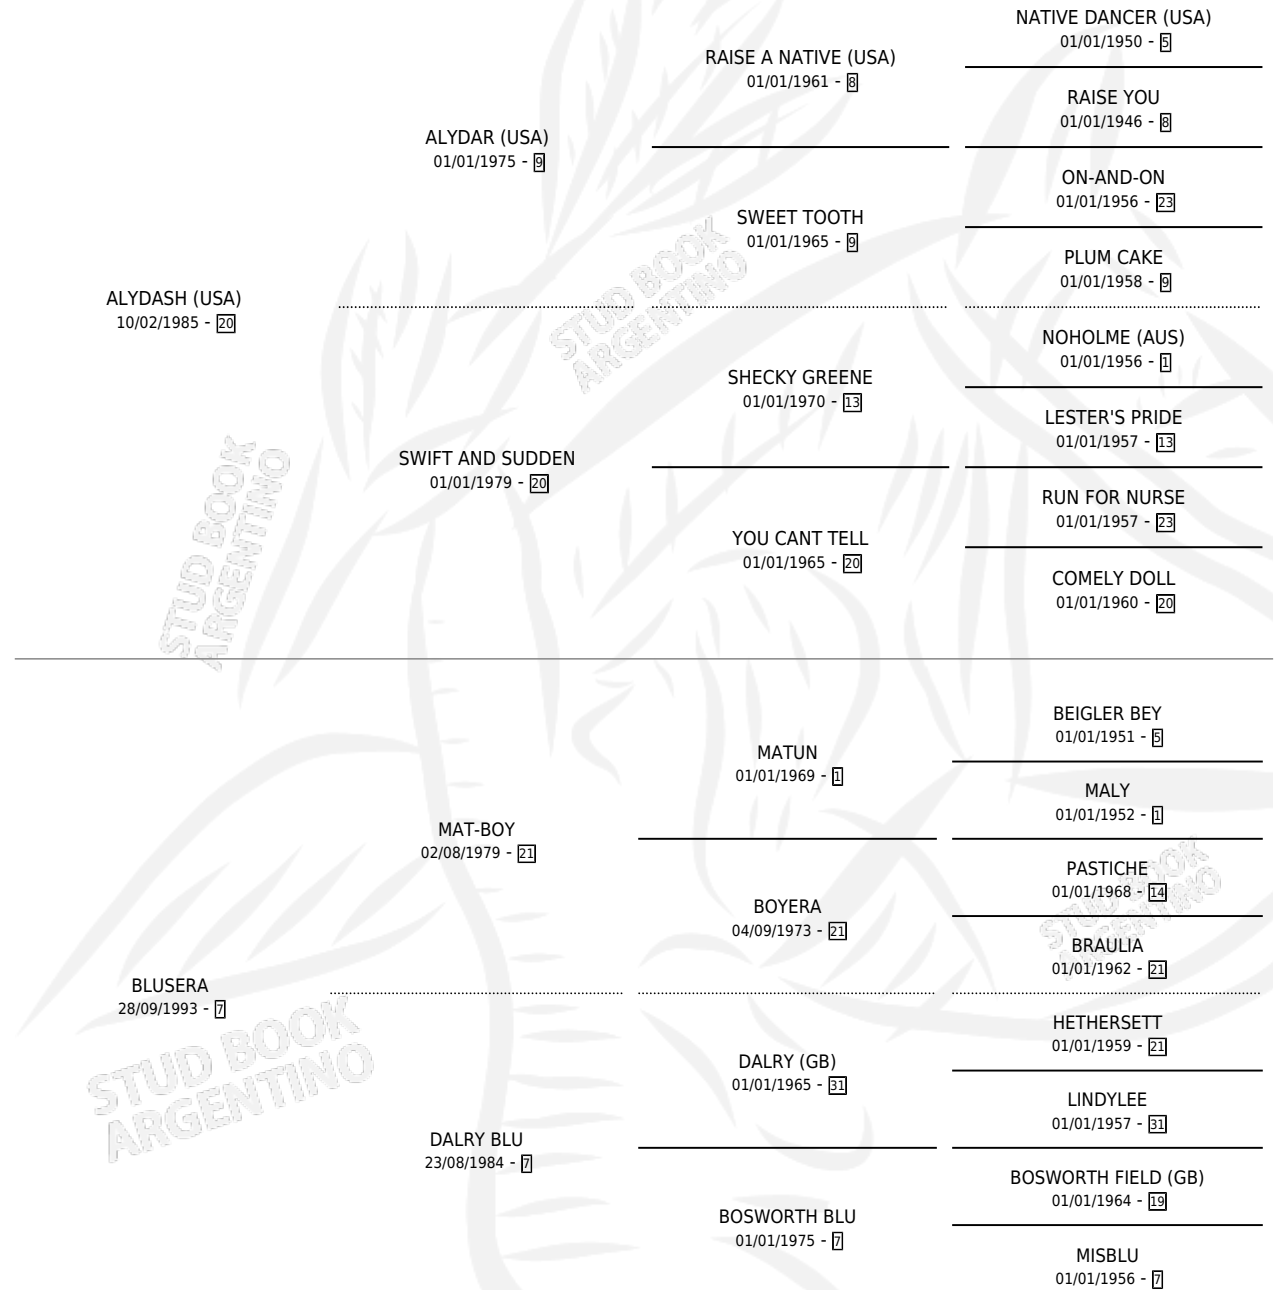 NATIVE DANCER (USA)
01/01/1950 - 5
RAISE A NATIVE (USA)
01/01/1961 - 8
RAISE YOU
01/01/1946 - 8
ALYDAR (USA)
01/01/1975 - 9
ON-AND-ON
01/01/1956 - 23
SWEET TOOTH
01/01/1965 - 9
PLUM CAKE
01/01/1958 - 9
ALYDASH (USA)
10/02/1985 - 20
NOHOLME (AUS)
01/01/1956 - 1
SHECKY GREENE
01/01/1970 - 13
LESTER'S PRIDE
01/01/1957 - 13
SWIFT AND SUDDEN
01/01/1979 - 20
RUN FOR NURSE
01/01/1957 - 23
YOU CANT TELL
01/01/1965 - 20
COMELY DOLL
01/01/1960 - 20
BEIGLER BEY
01/01/1951 - 5
MATUN
01/01/1969 - 1
MALY
01/01/1952 - 1
MAT-BOY
02/08/1979 - 21
PASTICHE
01/01/1968 - 14
BOYERA
04/09/1973 - 21
BRAULIA
01/01/1962 - 21
BLUSERA
28/09/1993 - 7
HETHERSETT
01/01/1959 - 21
DALRY (GB)
01/01/1965 - 31
LINDYLEE
01/01/1957 - 31
DALRY BLU
23/08/1984 - 7
BOSWORTH FIELD (GB)
01/01/1964 - 19
BOSWORTH BLU
01/01/1975 - 7
MISBLU
01/01/1956 - 7
STUD BOOK
ARGENTINO
STUD BOOK
ARGENTINO
STUD BOOK
ARGENTINO
STUD BOOK
ARGENTINO